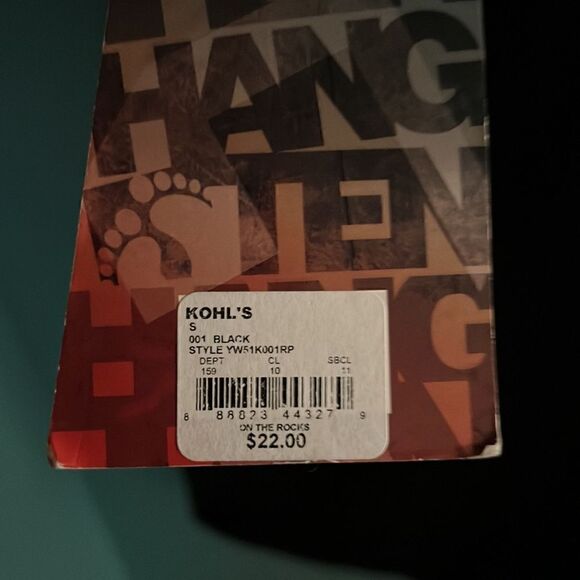 HANG
TEN
HANG
KOHL'S
S
001 BLACK
STYLE YW51K001RP
DEPT CL SBCL
159 10 11
8 88823 44327 9
ON THE ROCKS
$22.00